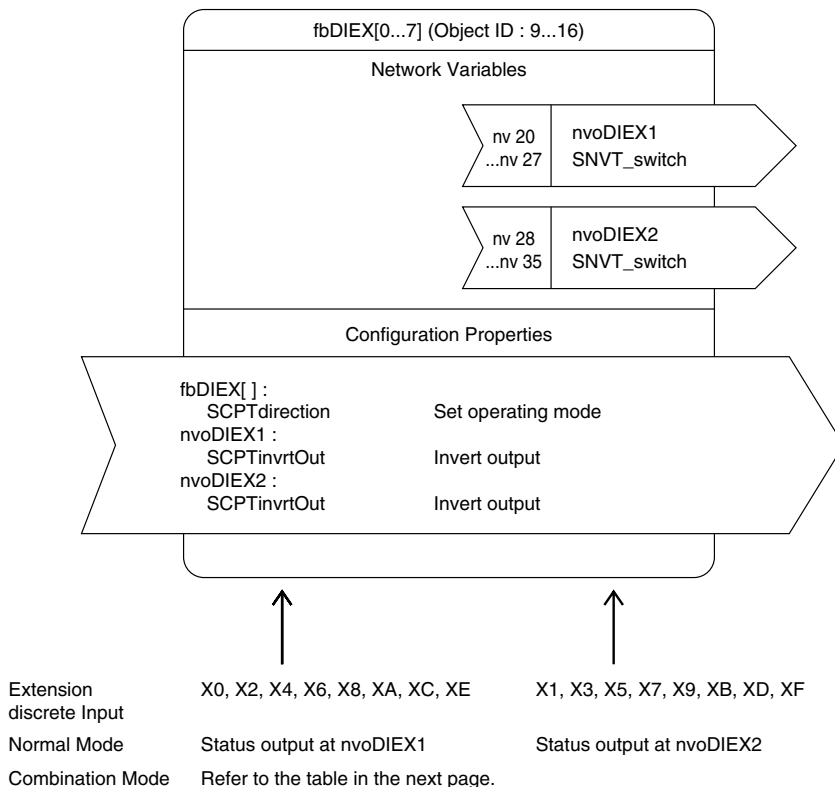 fbDIEX[0...7] (Object ID : 9...16)
Network Variables
nv 20
...nv 27
nvoDIEX1
SNVT_switch
nv 28
...nv 35
nvoDIEX2
SNVT_switch
Configuration Properties
fbDIEX[ ] :
SCPTdirection Set operating mode
nvoDIEX1 :
SCPTinvrtOut Invert output
nvoDIEX2 :
SCPTinvrtOut Invert output
Extension
discrete Input
X0, X2, X4, X6, X8, XA, XC, XE
X1, X3, X5, X7, X9, XB, XD, XF
Normal Mode Status output at nvoDIEX1 Status output at nvoDIEX2
Combination Mode Refer to the table in the next page.